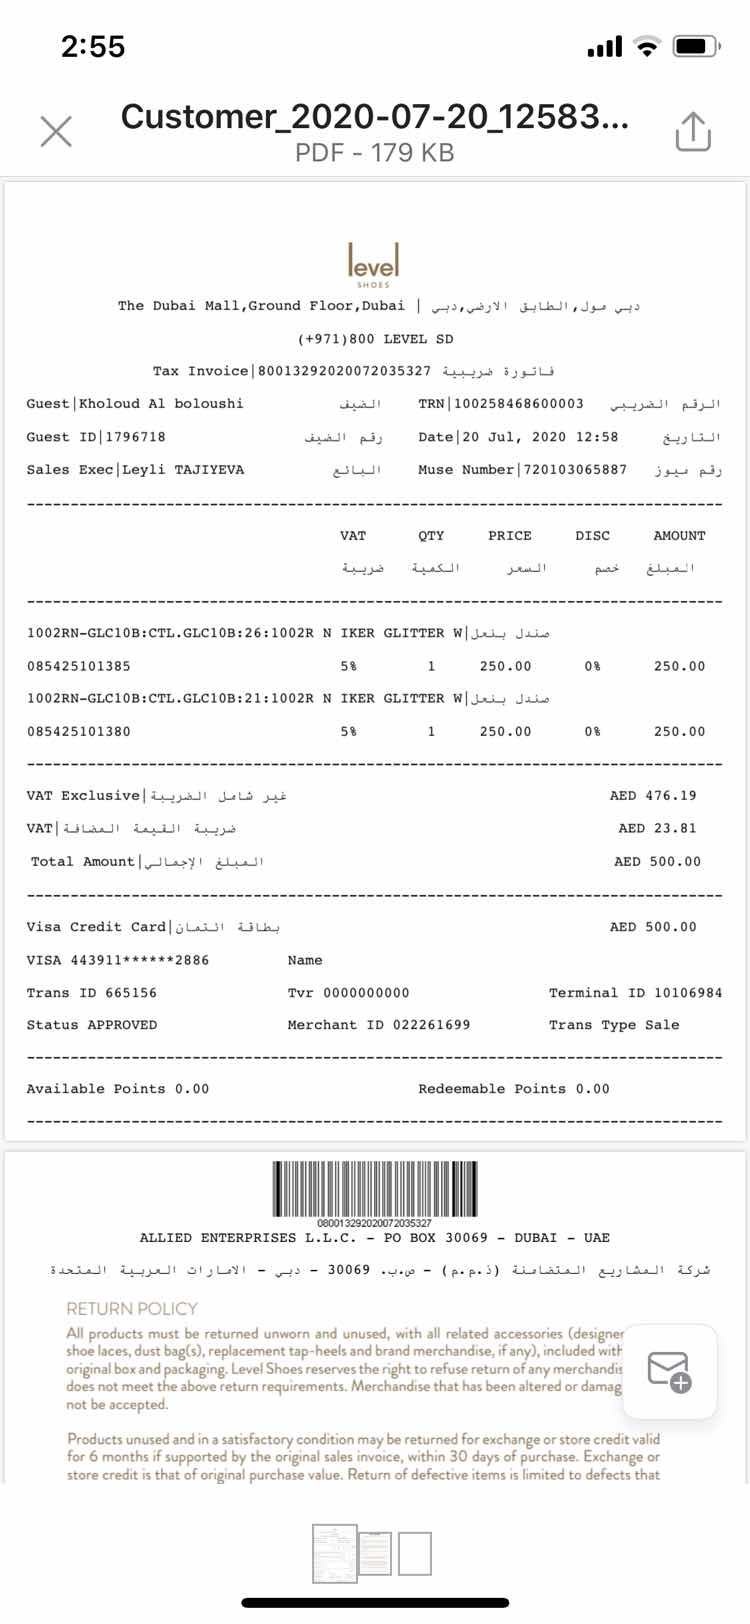 2:55
Customer_2020-07-20_12583...
PDF - 179 KB
level
SHOES
The Dubai Mall,Ground Floor,Dubai | دبي مول,الطابق الارضي,دبي
(+971)800 LEVEL SD
Tax Invoice|80013292020072035327 فاتورة ضريبية
Guest|Kholoud Al boloushi الضيف TRN|100258468600003 الرقم الضريبي
Guest ID|1796718 رقم الضيف Date|20 Jul, 2020 12:58 التاريخ
Sales Exec|Leyli TAJIYEVA البائع Muse Number|720103065887 رقم ميوز
VAT QTY PRICE DISC AMOUNT
ضريبة الكمية السعر خصم المبلغ
1002RN-GLC10B:CTL.GLC10B:26:1002R N IKER GLITTER W|صندل بنعل
085425101385 5% 1 250.00 0% 250.00
1002RN-GLC10B:CTL.GLC10B:21:1002R N IKER GLITTER W|صندل بنعل
085425101380 5% 1 250.00 0% 250.00
VAT Exclusive|غير شامل الضريبة AED 476.19
VAT|ضريبة القيمة المضافة AED 23.81
Total Amount|المبلغ الإجمالي AED 500.00
Visa Credit Card|بطاقة ائتمان AED 500.00
VISA 443911******2886 Name
Trans ID 665156 Tvr 0000000000 Terminal ID 10106984
Status APPROVED Merchant ID 022261699 Trans Type Sale
Available Points 0.00 Redeemable Points 0.00
080013292020072035327
ALLIED ENTERPRISES L.L.C. - PO BOX 30069 - DUBAI - UAE
شركة المشاريع المتضامنة (ذ.م.م) - ص.ب. 30069 - دبي - الامارات العربية المتحدة
RETURN POLICY
All products must be returned unworn and unused, with all related accessories (designer
shoe laces, dust bag(s), replacement tap-heels and brand merchandise, if any), included with
original box and packaging. Level Shoes reserves the right to refuse return of any merchandis
does not meet the above return requirements. Merchandise that has been altered or damag
not be accepted.
Products unused and in a satisfactory condition may be returned for exchange or store credit valid
for 6 months if supported by the original sales invoice, within 30 days of purchase. Exchange or
store credit is that of original purchase value. Return of defective items is limited to defects that